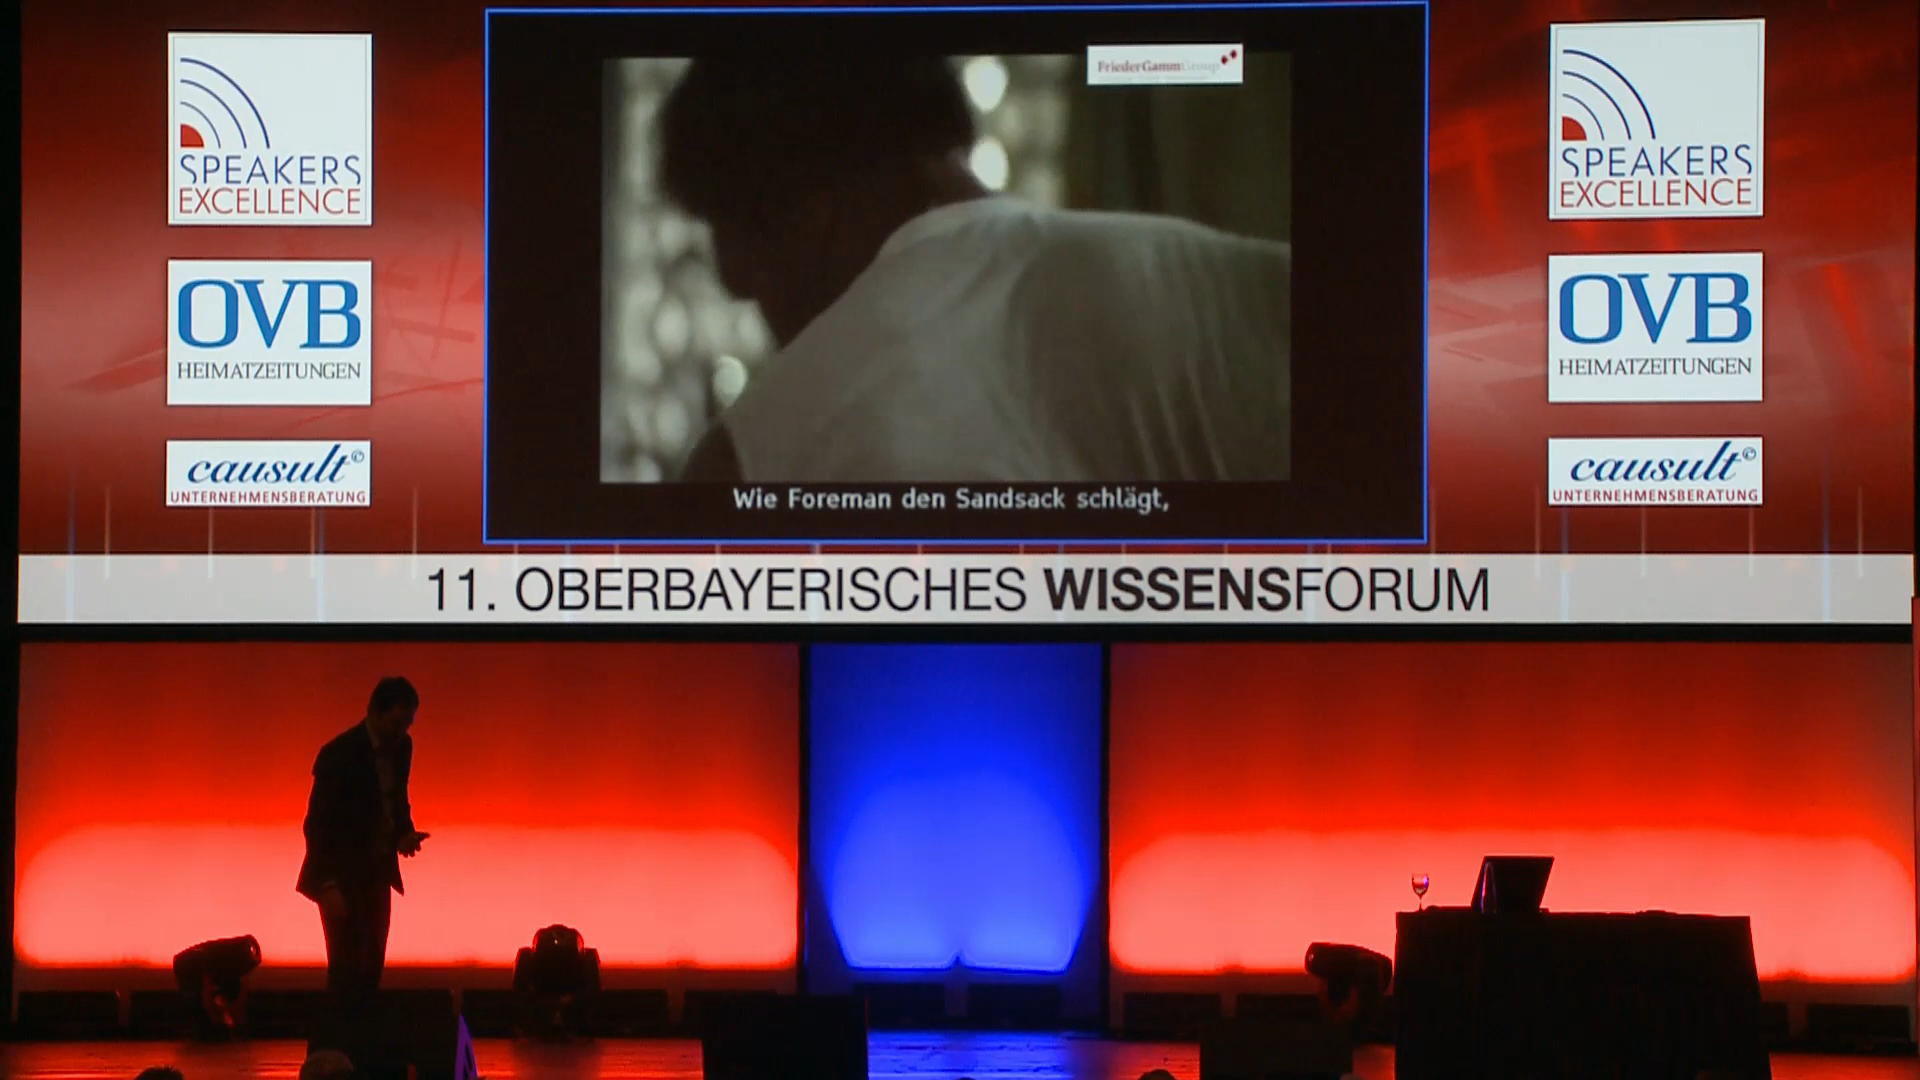 SPEAKERS
EXCELLENCE
OVB
HEIMATZEITUNGEN
causult©
UNTERNEHMENSBERATUNG
FriederGammGroup
Wie Foreman den Sandsack schlägt,
SPEAKERS
EXCELLENCE
OVB
HEIMATZEITUNGEN
causult©
UNTERNEHMENSBERATUNG
11. OBERBAYERISCHES WISSENSFORUM